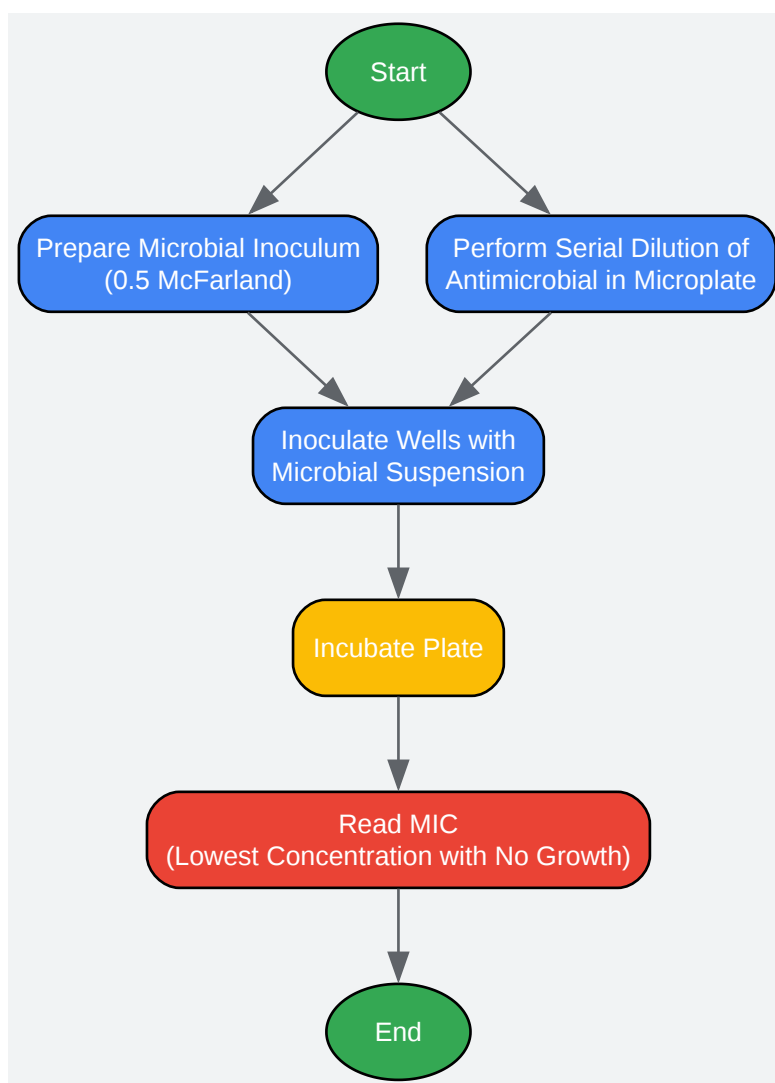 Start
Prepare Microbial Inoculum
(0.5 McFarland)
Perform Serial Dilution of
Antimicrobial in Microplate
Inoculate Wells with
Microbial Suspension
Incubate Plate
Read MIC
(Lowest Concentration with No Growth)
End